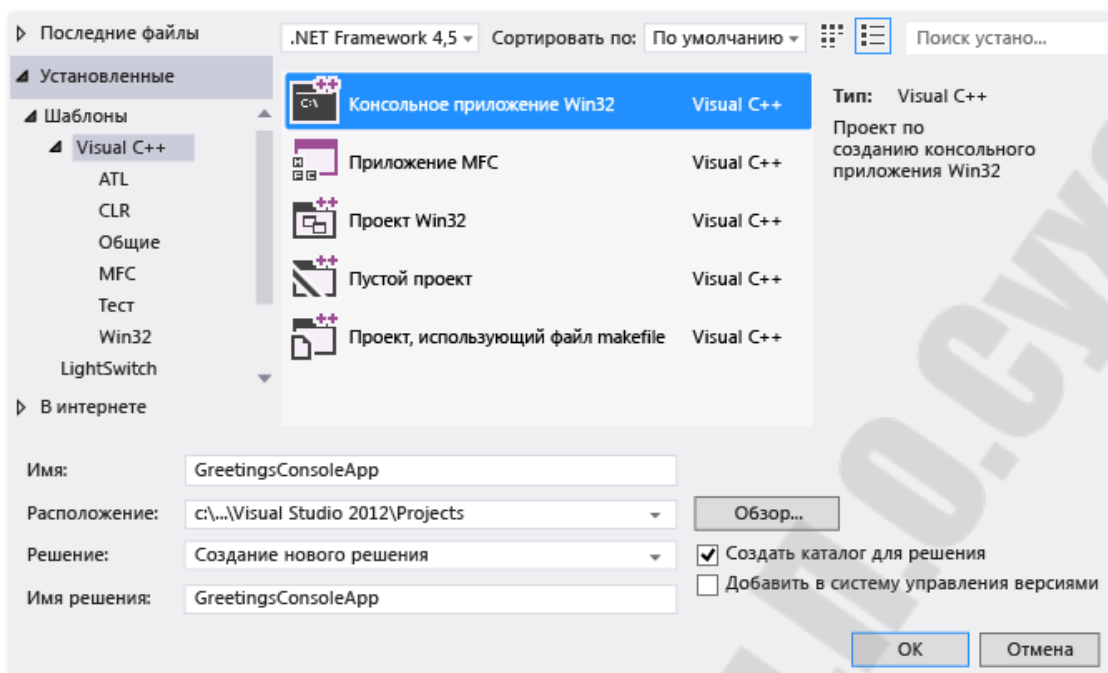 Последние файлы
.NET Framework 4,5 Сортировать по: По умолчанию Поиск устано...
Установленные
Шаблоны
Visual C++
ATL
CLR
Общие
MFC
Тест
Win32
LightSwitch
В интернете
Консольное приложение Win32 Visual C++
Приложение MFC Visual C++
Проект Win32 Visual C++
Пустой проект Visual C++
Проект, использующий файл makefile Visual C++
Тип: Visual C++
Проект по
созданию консольного
приложения Win32
Имя: GreetingsConsoleApp
Расположение: c:\...\Visual Studio 2012\Projects Обзор...
Решение: Создание нового решения
Создать каталог для решения
Добавить в систему управления версиями
Имя решения: GreetingsConsoleApp
ОК Отмена